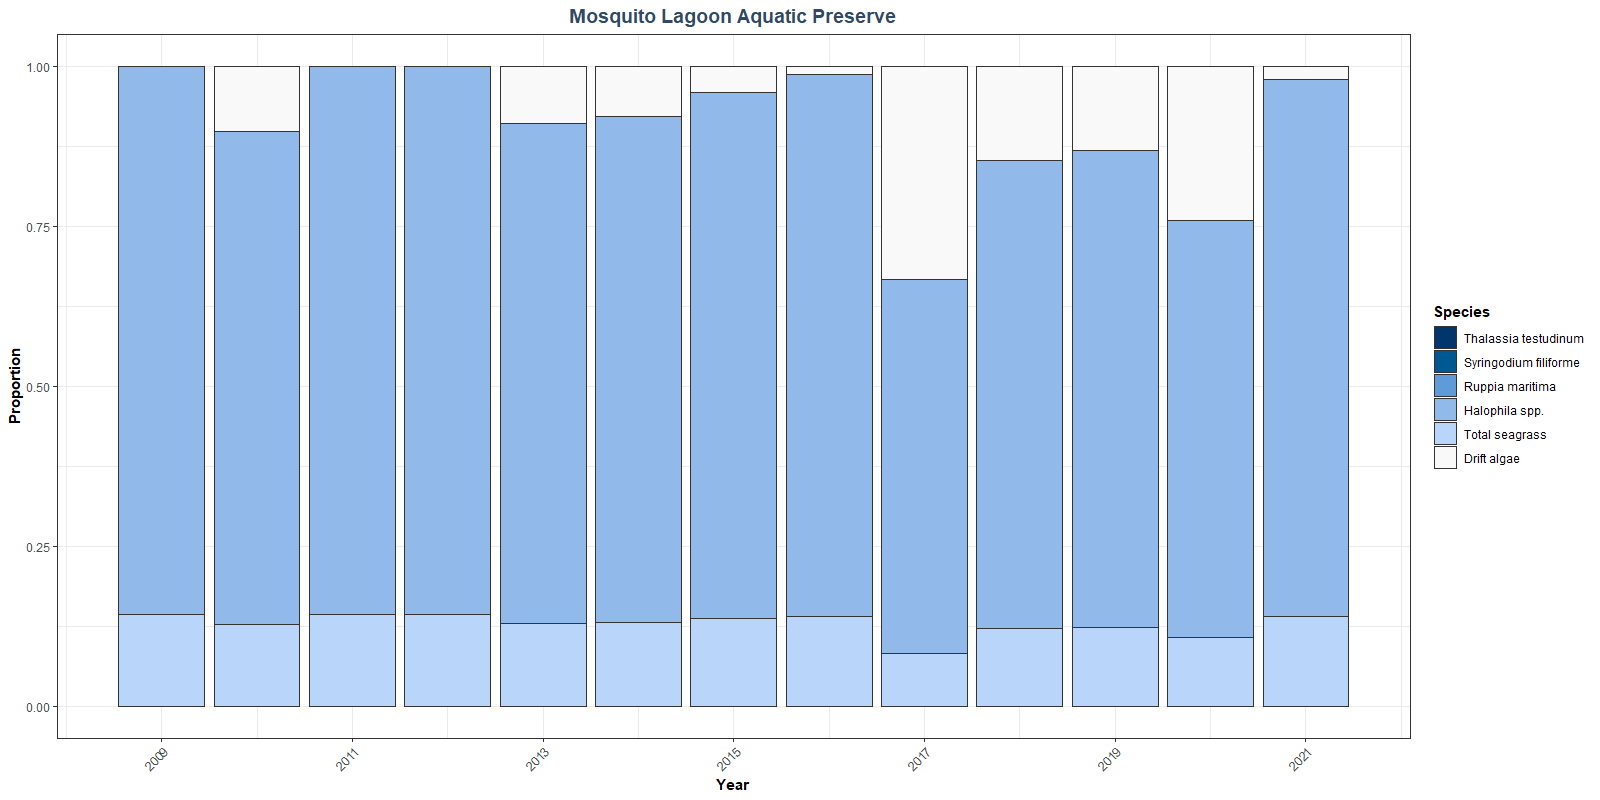 Mosquito Lagoon Aquatic Preserve
1.00
0.75
0.50
0.25
0.00
Proportion
2009
2011
2013
2015
2017
2019
2021
Year
Species
Thalassia testudinum
Syringodium filiforme
Ruppia maritima
Halophila spp.
Total seagrass
Drift algae